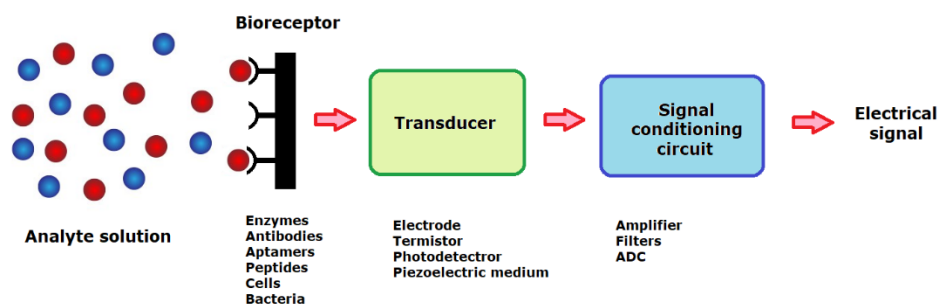 Bioreceptor
Transducer
Signal
conditioning
circuit
Electrical
signal
Analyte solution
Enzymes
Antibodies
Aptamers
Peptides
Cells
Bacteria
Electrode
Termistor
Photodetectror
Piezoelectric medium
Amplifier
Filters
ADC